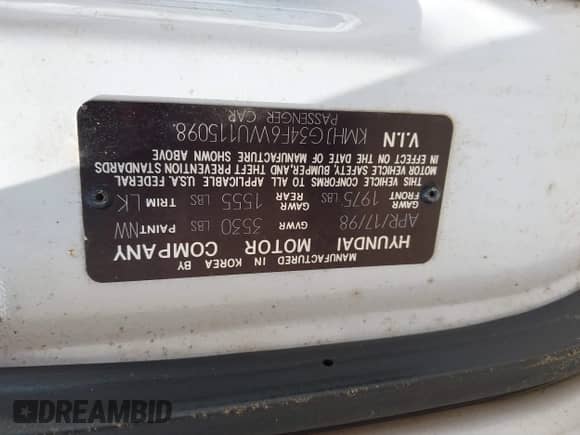 MANUFACTURED IN KOREA BY
HYUNDAI MOTOR COMPANY
APR/17/98 GVWR 3530 LBS PAINT NW
GAWR FRONT 1975 LBS GAWR REAR 1555 LBS TRIM LK
THIS VEHICLE CONFORMS TO ALL APPLICABLE U.S.A. FEDERAL
MOTOR VEHICLE SAFETY, BUMPER, AND THEFT PREVENTION STANDARDS
IN EFFECT ON THE DATE OF MANUFACTURE SHOWN ABOVE
V.I.N KMHJG34F6WU115098
PASSENGER CAR
DREAMBID